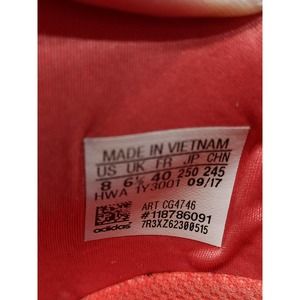 MADE IN VIETNAM
US UK FR JP CHN
8 6½ 40 250 245
HWA 1Y3001 09/17
ART CG4746
#118786091
adidas 7R3XZ62300515